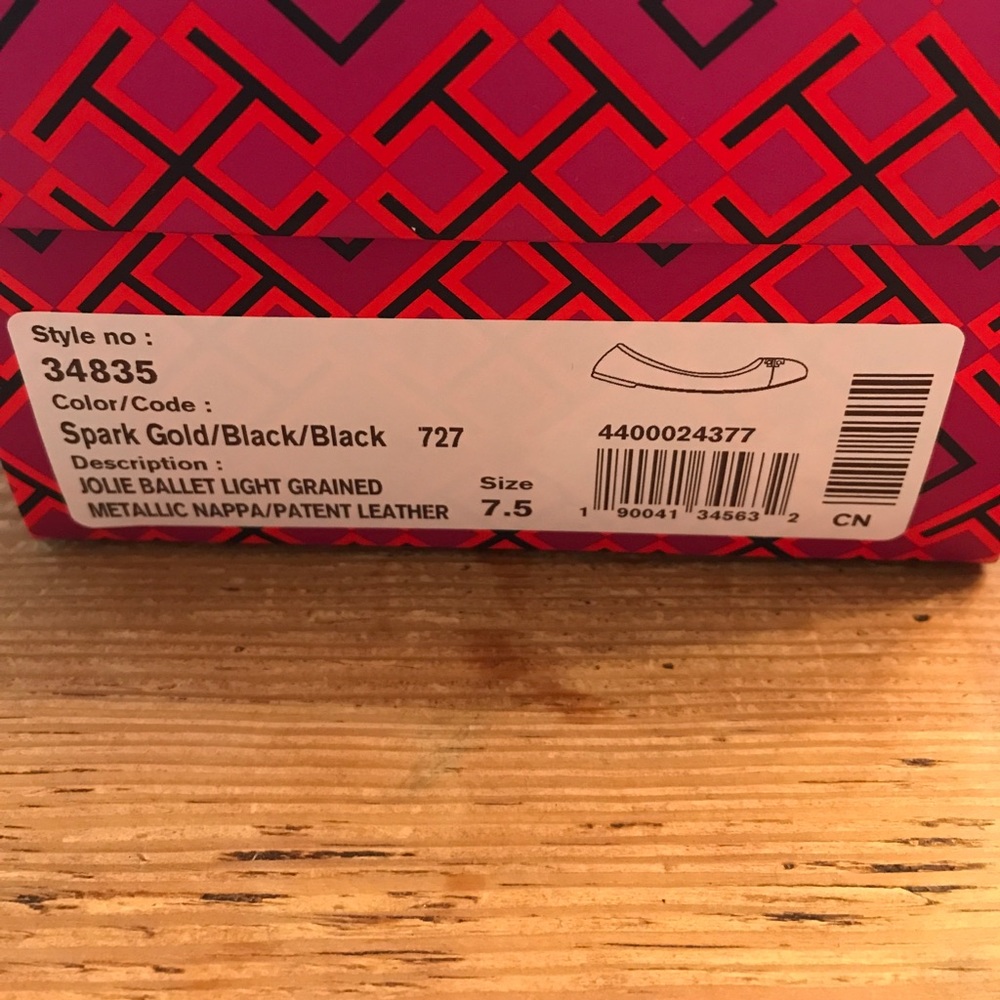 Style no :
34835
Color/Code :
Spark Gold/Black/Black 727
Description :
JOLIE BALLET LIGHT GRAINED
METALLIC NAPPA/PATENT LEATHER
Size
7.5
4400024377
1 90041 34563 2
CN